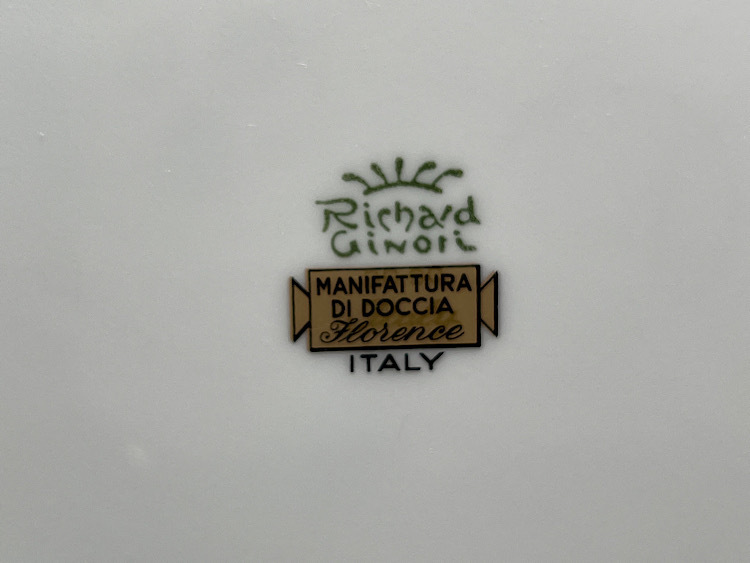 Richard
GINORI
MANIFATTURA
DI DOCCIA
Florence
ITALY